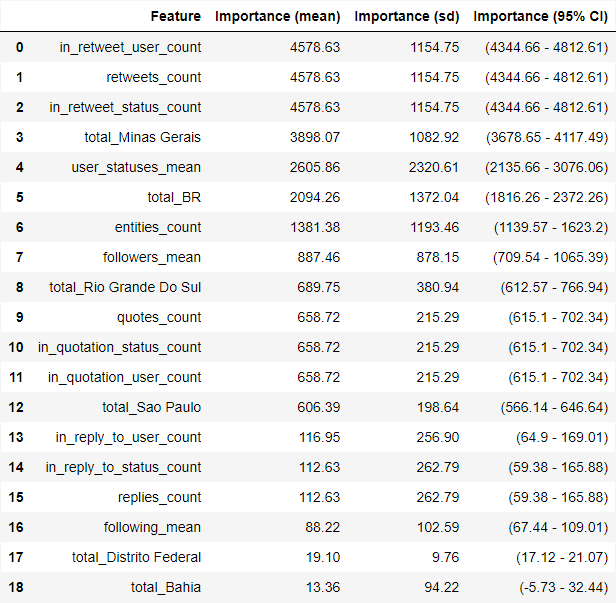 Feature Importance (mean) Importance (sd) Importance (95% CI)
0 in_retweet_user_count 4578.63 1154.75 (4344.66 - 4812.61)
1 retweets_count 4578.63 1154.75 (4344.66 - 4812.61)
2 in_retweet_status_count 4578.63 1154.75 (4344.66 - 4812.61)
3 total_Minas Gerais 3898.07 1082.92 (3678.65 - 4117.49)
4 user_statuses_mean 2605.86 2320.61 (2135.66 - 3076.06)
5 total_BR 2094.26 1372.04 (1816.26 - 2372.26)
6 entities_count 1381.38 1193.46 (1139.57 - 1623.2)
7 followers_mean 887.46 878.15 (709.54 - 1065.39)
8 total_Rio Grande Do Sul 689.75 380.94 (612.57 - 766.94)
9 quotes_count 658.72 215.29 (615.1 - 702.34)
10 in_quotation_status_count 658.72 215.29 (615.1 - 702.34)
11 in_quotation_user_count 658.72 215.29 (615.1 - 702.34)
12 total_Sao Paulo 606.39 198.64 (566.14 - 646.64)
13 in_reply_to_user_count 116.95 256.90 (64.9 - 169.01)
14 in_reply_to_status_count 112.63 262.79 (59.38 - 165.88)
15 replies_count 112.63 262.79 (59.38 - 165.88)
16 following_mean 88.22 102.59 (67.44 - 109.01)
17 total_Distrito Federal 19.10 9.76 (17.12 - 21.07)
18 total_Bahia 13.36 94.22 (-5.73 - 32.44)